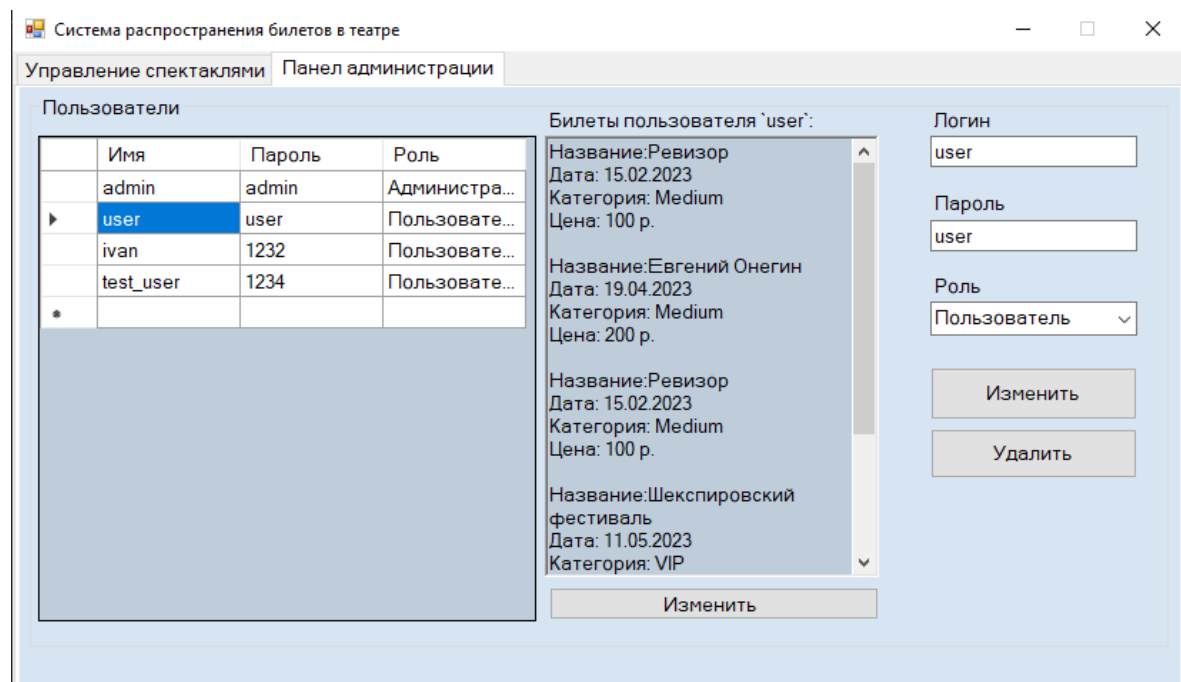 Система распространения билетов в театре
Управление спектаклями Панел администрации
Пользователи
Имя Пароль Роль
admin admin Администра...
user user Пользовате...
ivan 1232 Пользовате...
test_user 1234 Пользовате...
Билеты пользователя `user`:
Название:Ревизор
Дата: 15.02.2023
Категория: Medium
Цена: 100 р.
Название:Евгений Онегин
Дата: 19.04.2023
Категория: Medium
Цена: 200 р.
Название:Ревизор
Дата: 15.02.2023
Категория: Medium
Цена: 100 р.
Название:Шекспировский
фестиваль
Дата: 11.05.2023
Категория: VIP
Изменить
Логин
user
Пароль
user
Роль
Пользователь
Изменить
Удалить